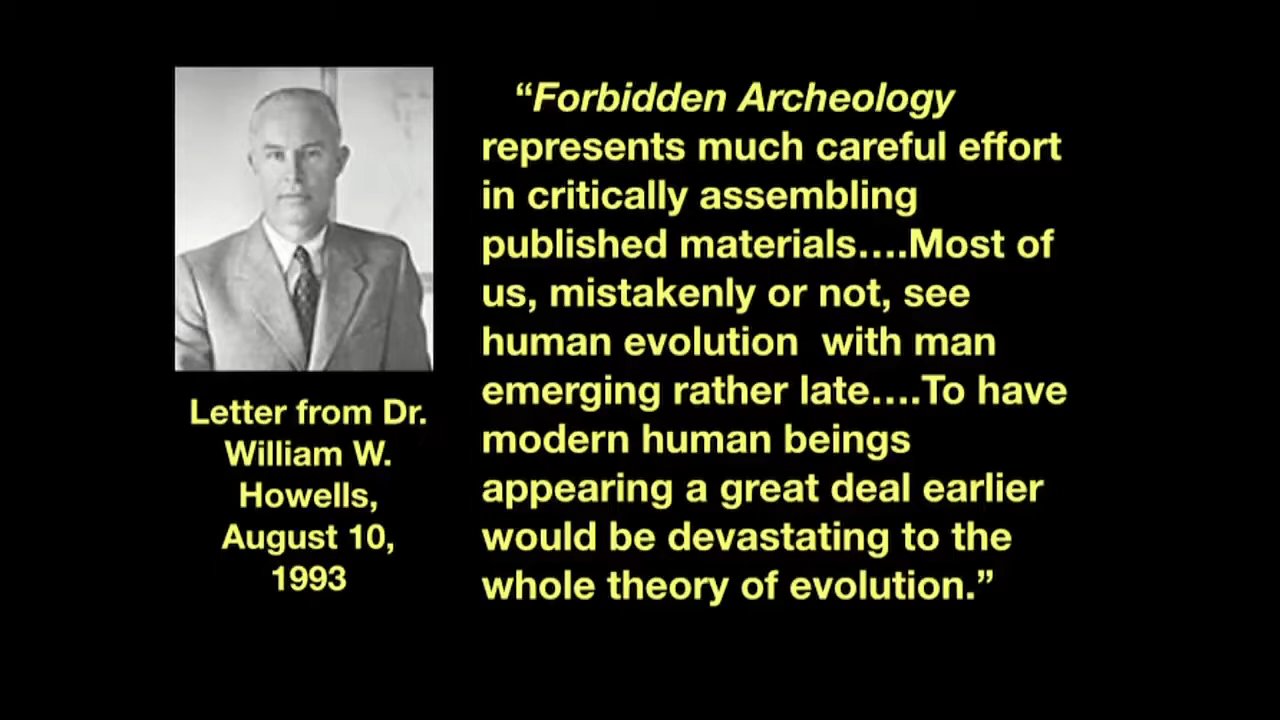 “Forbidden Archeology
represents much careful effort
in critically assembling
published materials....Most of
us, mistakenly or not, see
human evolution  with man
emerging rather late....To have
modern human beings
appearing a great deal earlier
would be devastating to the
whole theory of evolution.”
Letter from Dr.
William W.
Howells,
August 10,
1993